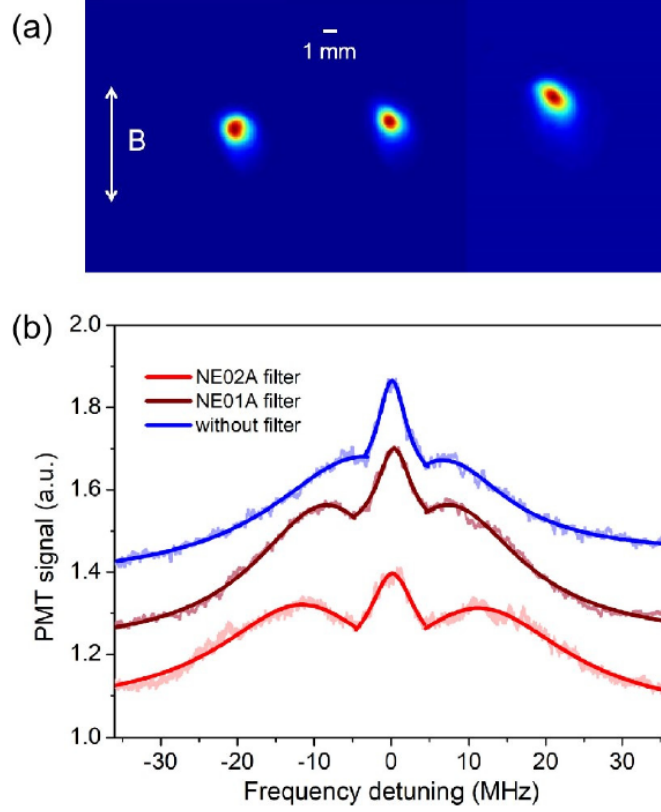 (a)
1 mm
B
(b)
2.0
1.8
1.6
1.4
1.2
1.0
PMT signal (a.u.)
NE02A filter
NE01A filter
without filter
-30 -20 -10 0 10 20 30
Frequency detuning (MHz)